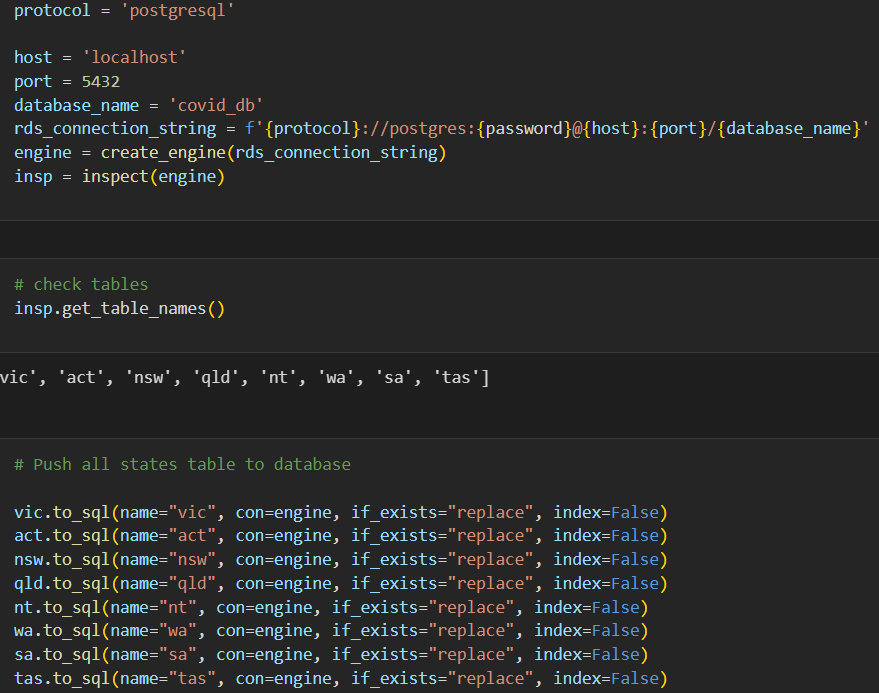 protocol = 'postgresql'
host = 'localhost'
port = 5432
database_name = 'covid_db'
rds_connection_string = f'{protocol}://postgres:{password}@{host}:{port}/{database_name}'
engine = create_engine(rds_connection_string)
insp = inspect(engine)
# check tables
insp.get_table_names()
vic', 'act', 'nsw', 'qld', 'nt', 'wa', 'sa', 'tas']
# Push all states table to database
vic.to_sql(name="vic", con=engine, if_exists="replace", index=False)
act.to_sql(name="act", con=engine, if_exists="replace", index=False)
nsw.to_sql(name="nsw", con=engine, if_exists="replace", index=False)
qld.to_sql(name="qld", con=engine, if_exists="replace", index=False)
nt.to_sql(name="nt", con=engine, if_exists="replace", index=False)
wa.to_sql(name="wa", con=engine, if_exists="replace", index=False)
sa.to_sql(name="sa", con=engine, if_exists="replace", index=False)
tas.to_sql(name="tas", con=engine, if_exists="replace", index=False)